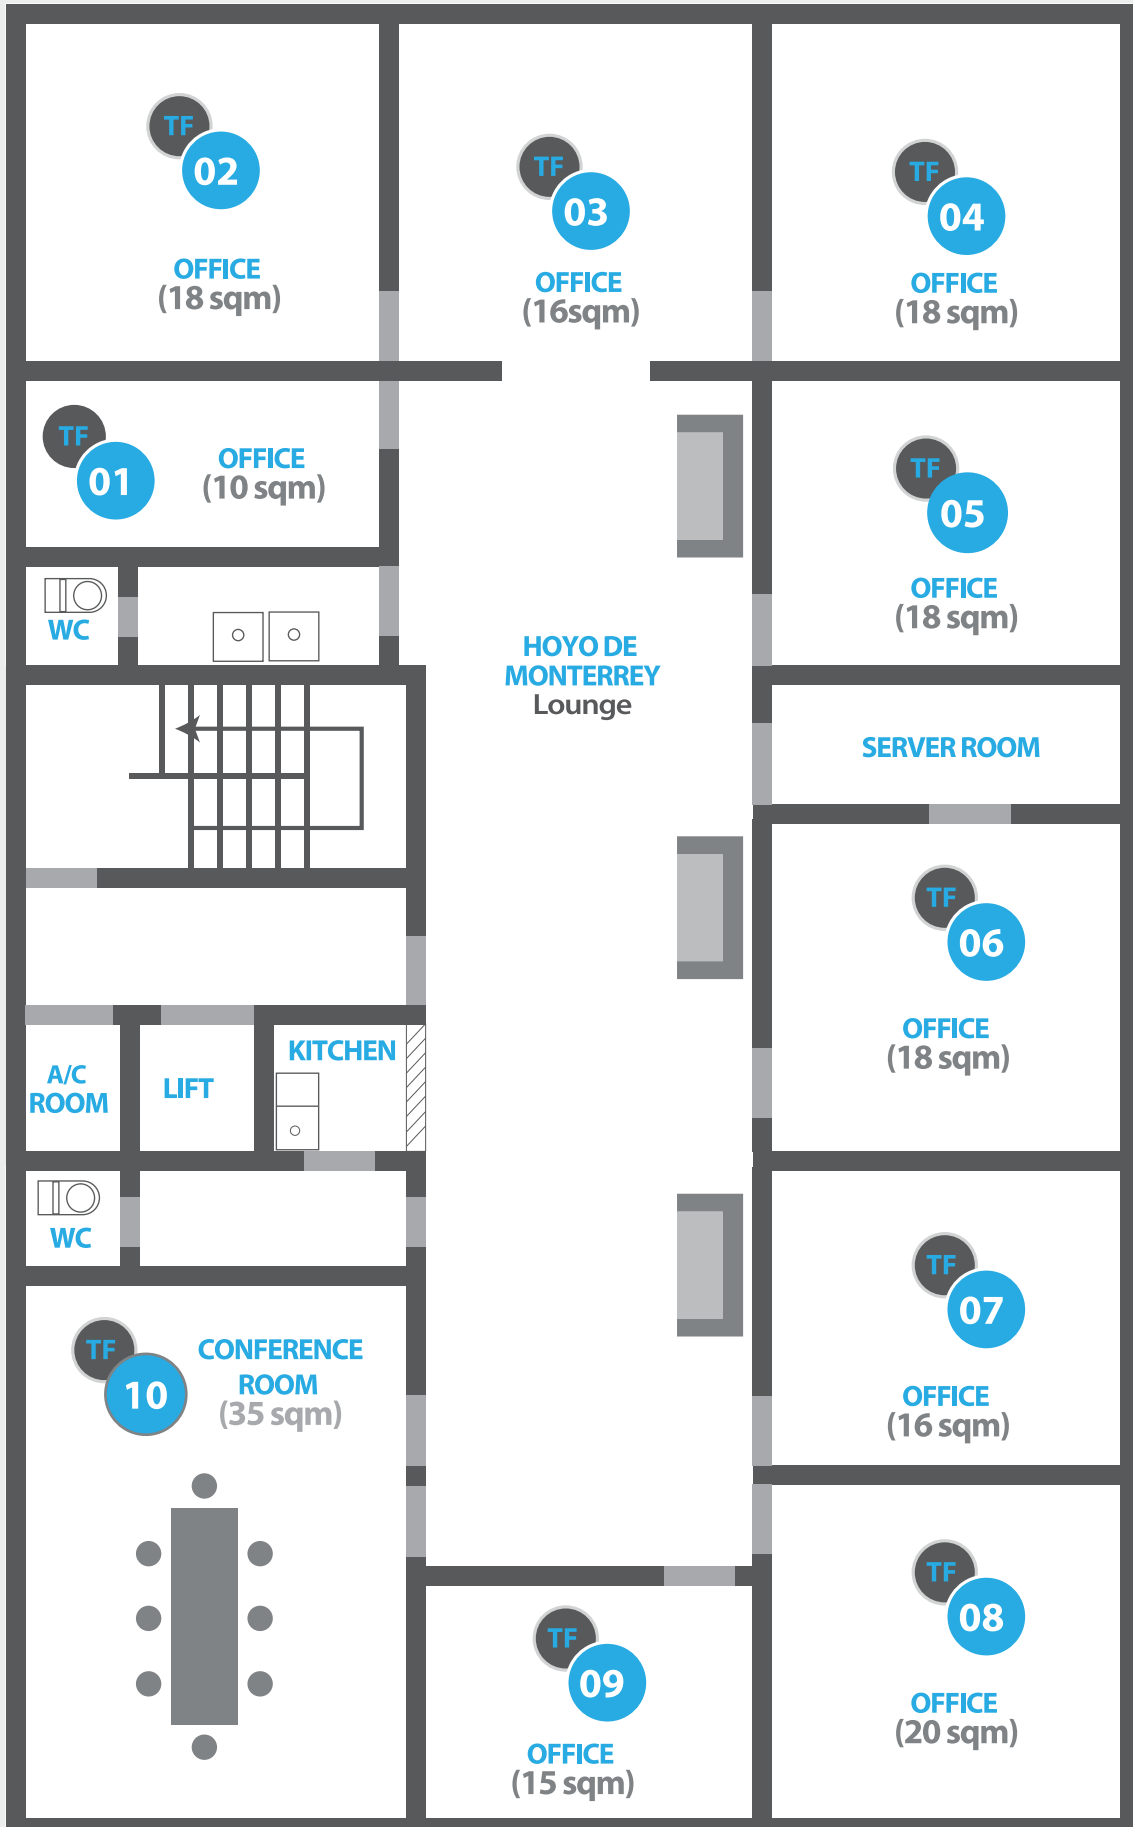 TF
02
OFFICE
(18 sqm)
TF
03
OFFICE
(16sqm)
TF
04
OFFICE
(18 sqm)
TF
01
OFFICE
(10 sqm)
TF
05
OFFICE
(18 sqm)
WC
HOYO DE
MONTERREY
Lounge
SERVER ROOM
TF
06
OFFICE
(18 sqm)
A/C
ROOM
LIFT
KITCHEN
WC
TF
07
OFFICE
(16 sqm)
TF
10
CONFERENCE
ROOM
(35 sqm)
TF
08
OFFICE
(20 sqm)
TF
09
OFFICE
(15 sqm)